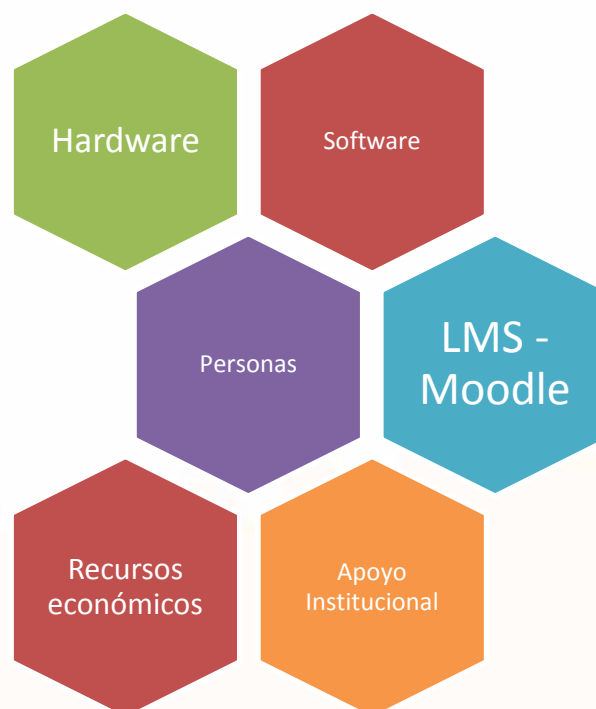 Hardware
Software
Personas
LMS -
Moodle
Recursos
económicos
Apoyo
Institucional